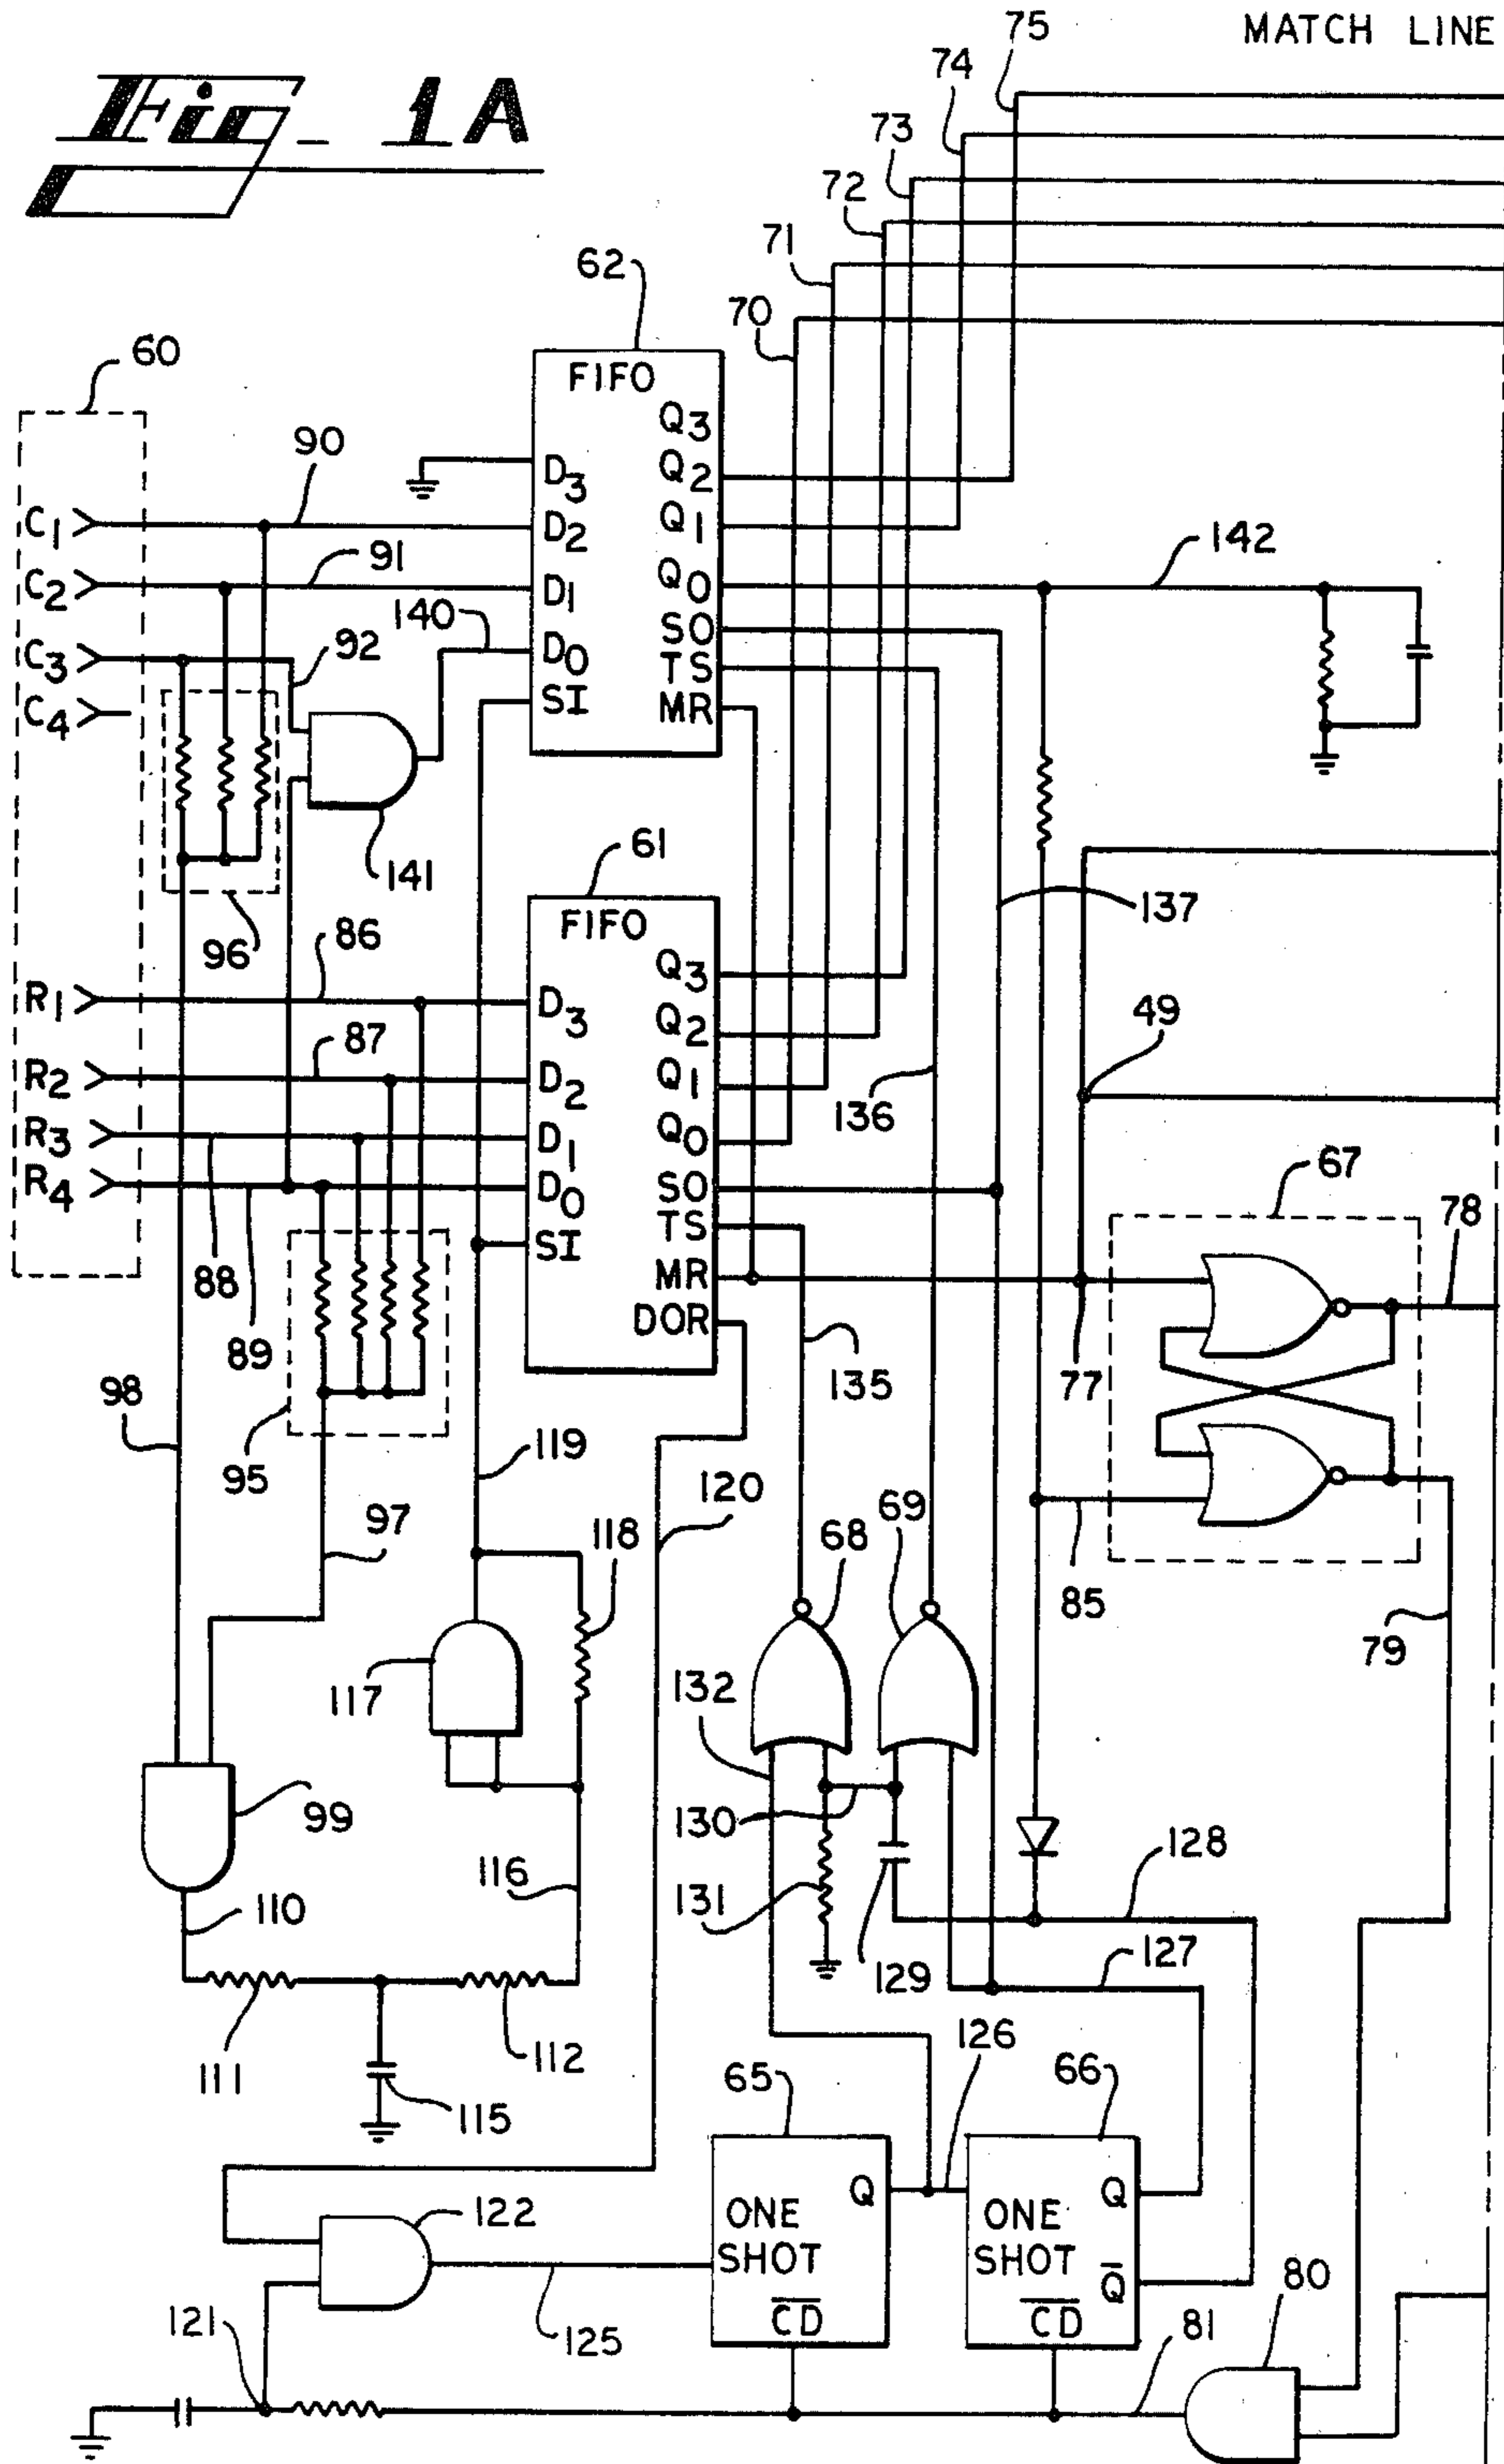 Fig_ 1A
MATCH LINE
75
74
73
72
71
70
62
60
FIFO
Q3
Q2
Q1
Q0
SO
TS
MR
D3
D2
D1
D0
SI
C1
C2
C3
C4
90
91
92
140
142
141
96
61
FIFO
Q3
Q2
Q1
Q0
SO
TS
MR
DOR
D3
D2
D1
D0
SI
R1
R2
R3
R4
86
87
88
89
137
136
49
67
78
77
135
98
95
119
120
97
118
68
69
85
79
117
132
99
130
128
116
131
110
129
127
126
111
112
115
65
66
Q
ONE
SHOT
CD
Q
ONE
SHOT
Q̅
CD
122
80
121
125
81